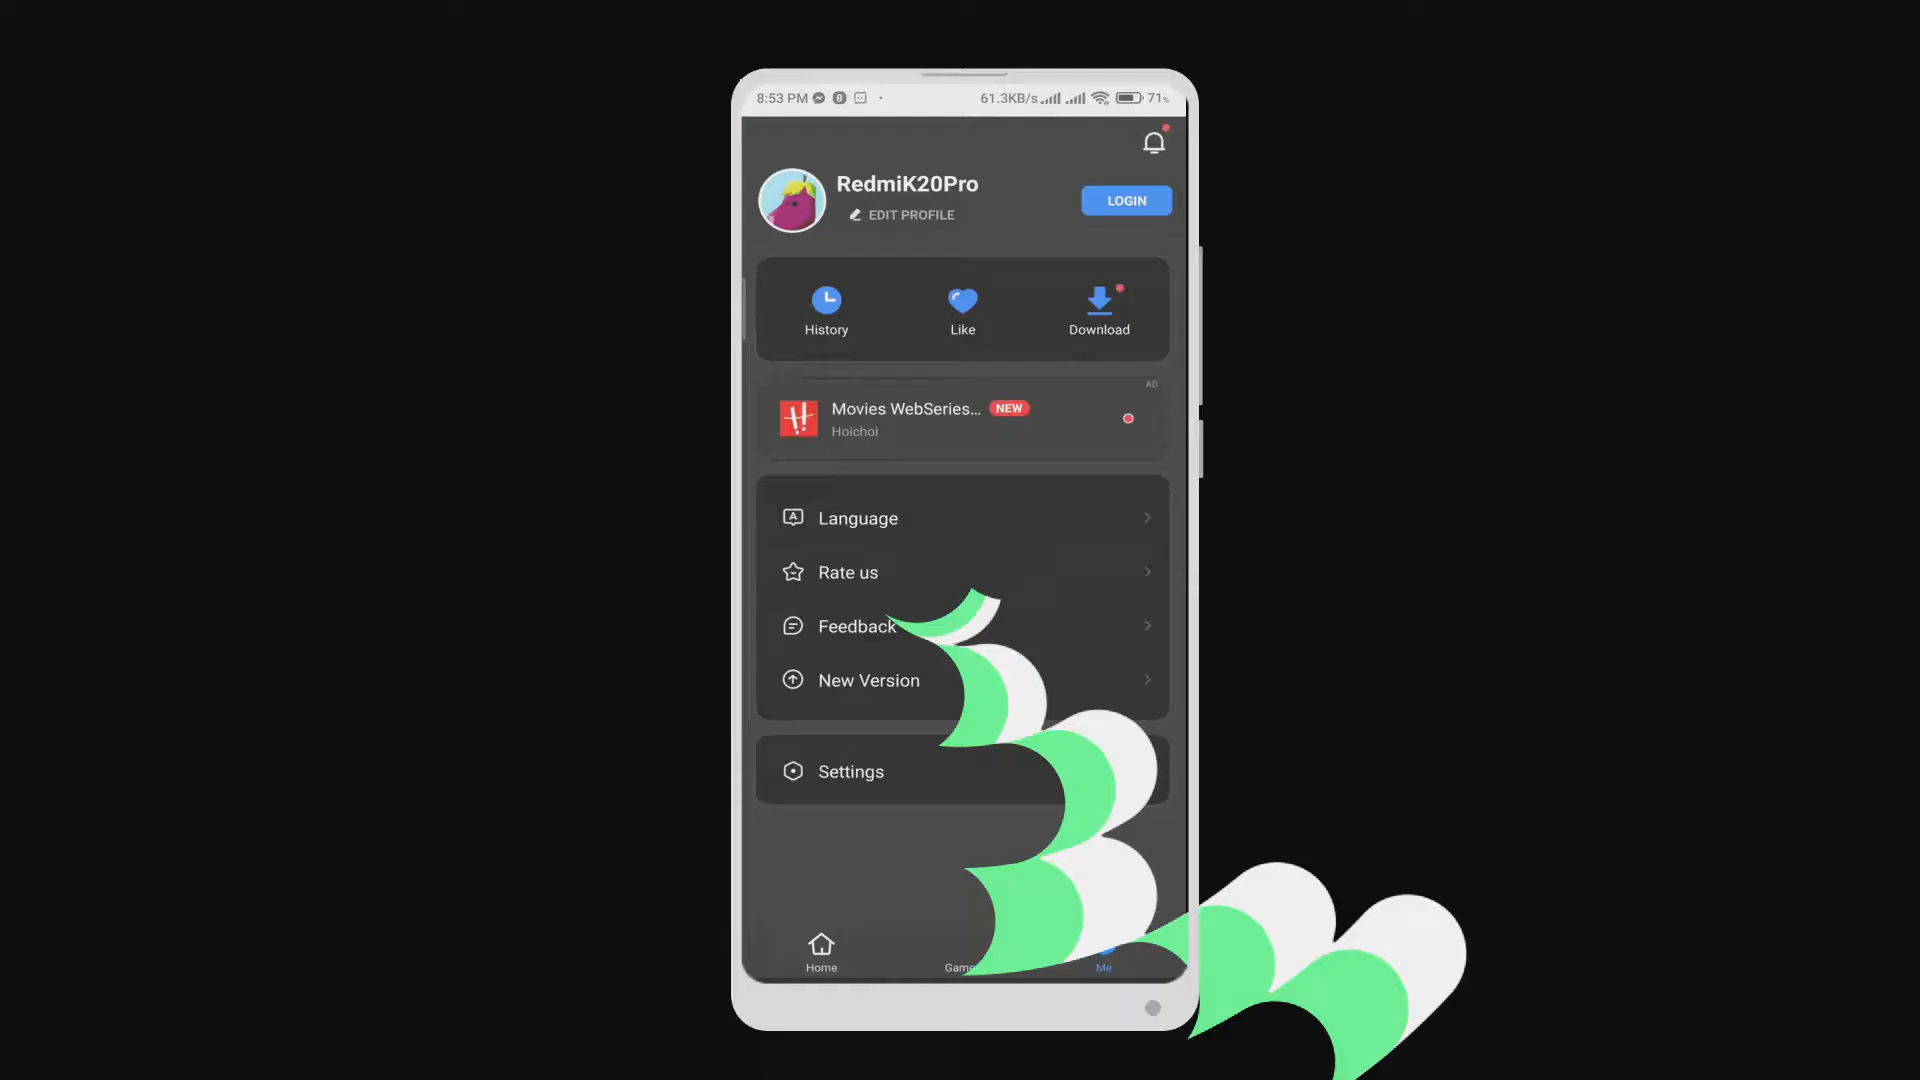 8:53 PM
61.3KB/s
71%
RedmiK20Pro
EDIT PROFILE
LOGIN
History
Like
Download
AD
Movies WebSeries... NEW
Hoichoi
Language
Rate us
Feedback
New Version
Settings
Home
Game
Me